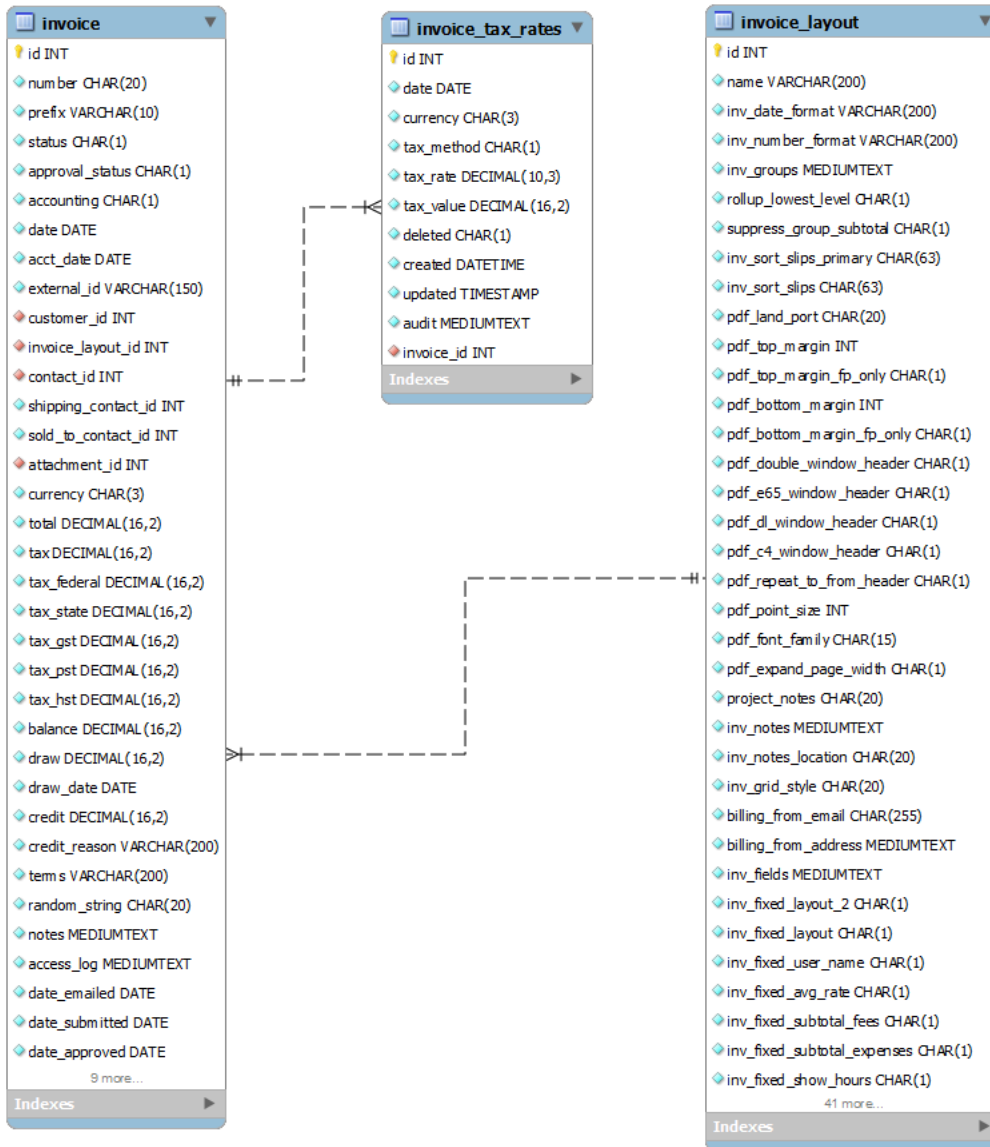 invoice
id INT
number CHAR(20)
prefix VARCHAR(10)
status CHAR(1)
approval_status CHAR(1)
accounting CHAR(1)
date DATE
acct_date DATE
external_id VARCHAR(150)
customer_id INT
invoice_layout_id INT
contact_id INT
shipping_contact_id INT
sold_to_contact_id INT
attachment_id INT
currency CHAR(3)
total DECIMAL(16,2)
tax DECIMAL(16,2)
tax_federal DECIMAL(16,2)
tax_state DECIMAL(16,2)
tax_gst DECIMAL(16,2)
tax_pst DECIMAL(16,2)
tax_hst DECIMAL(16,2)
balance DECIMAL(16,2)
draw DECIMAL(16,2)
draw_date DATE
credit DECIMAL(16,2)
credit_reason VARCHAR(200)
terms VARCHAR(200)
random_string CHAR(20)
notes MEDIUMTEXT
access_log MEDIUMTEXT
date_emailed DATE
date_submitted DATE
date_approved DATE
9 more...
Indexes
invoice_tax_rates
id INT
date DATE
currency CHAR(3)
tax_method CHAR(1)
tax_rate DECIMAL(10,3)
tax_value DECIMAL(16,2)
deleted CHAR(1)
created DATETIME
updated TIMESTAMP
audit MEDIUMTEXT
invoice_id INT
Indexes
invoice_layout
id INT
name VARCHAR(200)
inv_date_format VARCHAR(200)
inv_number_format VARCHAR(200)
inv_groups MEDIUMTEXT
rollup_lowest_level CHAR(1)
suppress_group_subtotal CHAR(1)
inv_sort_slips_primary CHAR(63)
inv_sort_slips CHAR(63)
pdf_land_port CHAR(20)
pdf_top_margin INT
pdf_top_margin_fp_only CHAR(1)
pdf_bottom_margin INT
pdf_bottom_margin_fp_only CHAR(1)
pdf_double_window_header CHAR(1)
pdf_e65_window_header CHAR(1)
pdf_dl_window_header CHAR(1)
pdf_c4_window_header CHAR(1)
pdf_repeat_to_from_header CHAR(1)
pdf_point_size INT
pdf_font_family CHAR(15)
pdf_expand_page_width CHAR(1)
project_notes CHAR(20)
inv_notes MEDIUMTEXT
inv_notes_location CHAR(20)
inv_grid_style CHAR(20)
billing_from_email CHAR(255)
billing_from_address MEDIUMTEXT
inv_fields MEDIUMTEXT
inv_fixed_layout_2 CHAR(1)
inv_fixed_layout CHAR(1)
inv_fixed_user_name CHAR(1)
inv_fixed_avg_rate CHAR(1)
inv_fixed_subtotal_fees CHAR(1)
inv_fixed_subtotal_expenses CHAR(1)
inv_fixed_show_hours CHAR(1)
41 more...
Indexes